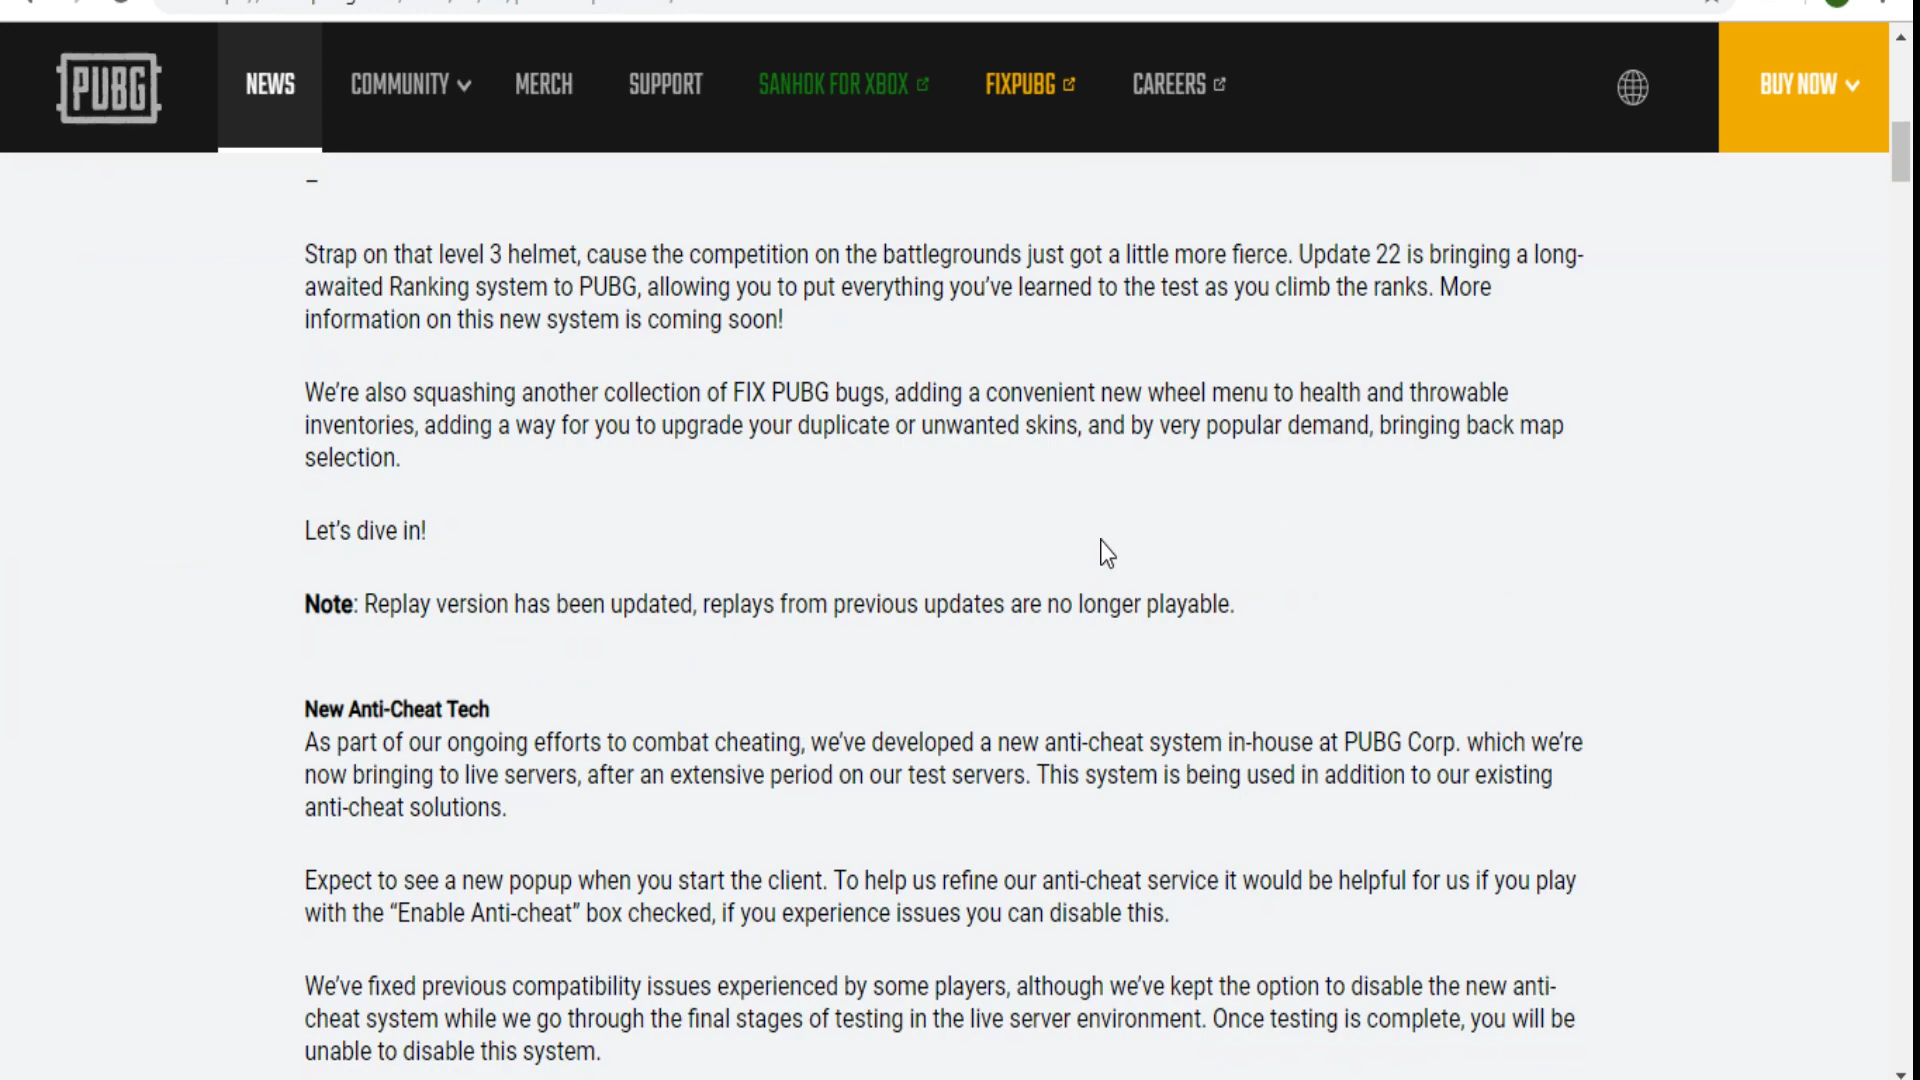 PUBG
NEWS
COMMUNITY
MERCH
SUPPORT
SANHOK FOR XBOX
FIXPUBG
CAREERS
BUY NOW
–
Strap on that level 3 helmet, cause the competition on the battlegrounds just got a little more fierce. Update 22 is bringing a long-
awaited Ranking system to PUBG, allowing you to put everything you’ve learned to the test as you climb the ranks. More
information on this new system is coming soon!
We’re also squashing another collection of FIX PUBG bugs, adding a convenient new wheel menu to health and throwable
inventories, adding a way for you to upgrade your duplicate or unwanted skins, and by very popular demand, bringing back map
selection.
Let’s dive in!
Note: Replay version has been updated, replays from previous updates are no longer playable.
New Anti-Cheat Tech
As part of our ongoing efforts to combat cheating, we’ve developed a new anti-cheat system in-house at PUBG Corp. which we’re
now bringing to live servers, after an extensive period on our test servers. This system is being used in addition to our existing
anti-cheat solutions.
Expect to see a new popup when you start the client. To help us refine our anti-cheat service it would be helpful for us if you play
with the “Enable Anti-cheat” box checked, if you experience issues you can disable this.
We’ve fixed previous compatibility issues experienced by some players, although we’ve kept the option to disable the new anti-
cheat system while we go through the final stages of testing in the live server environment. Once testing is complete, you will be
unable to disable this system.